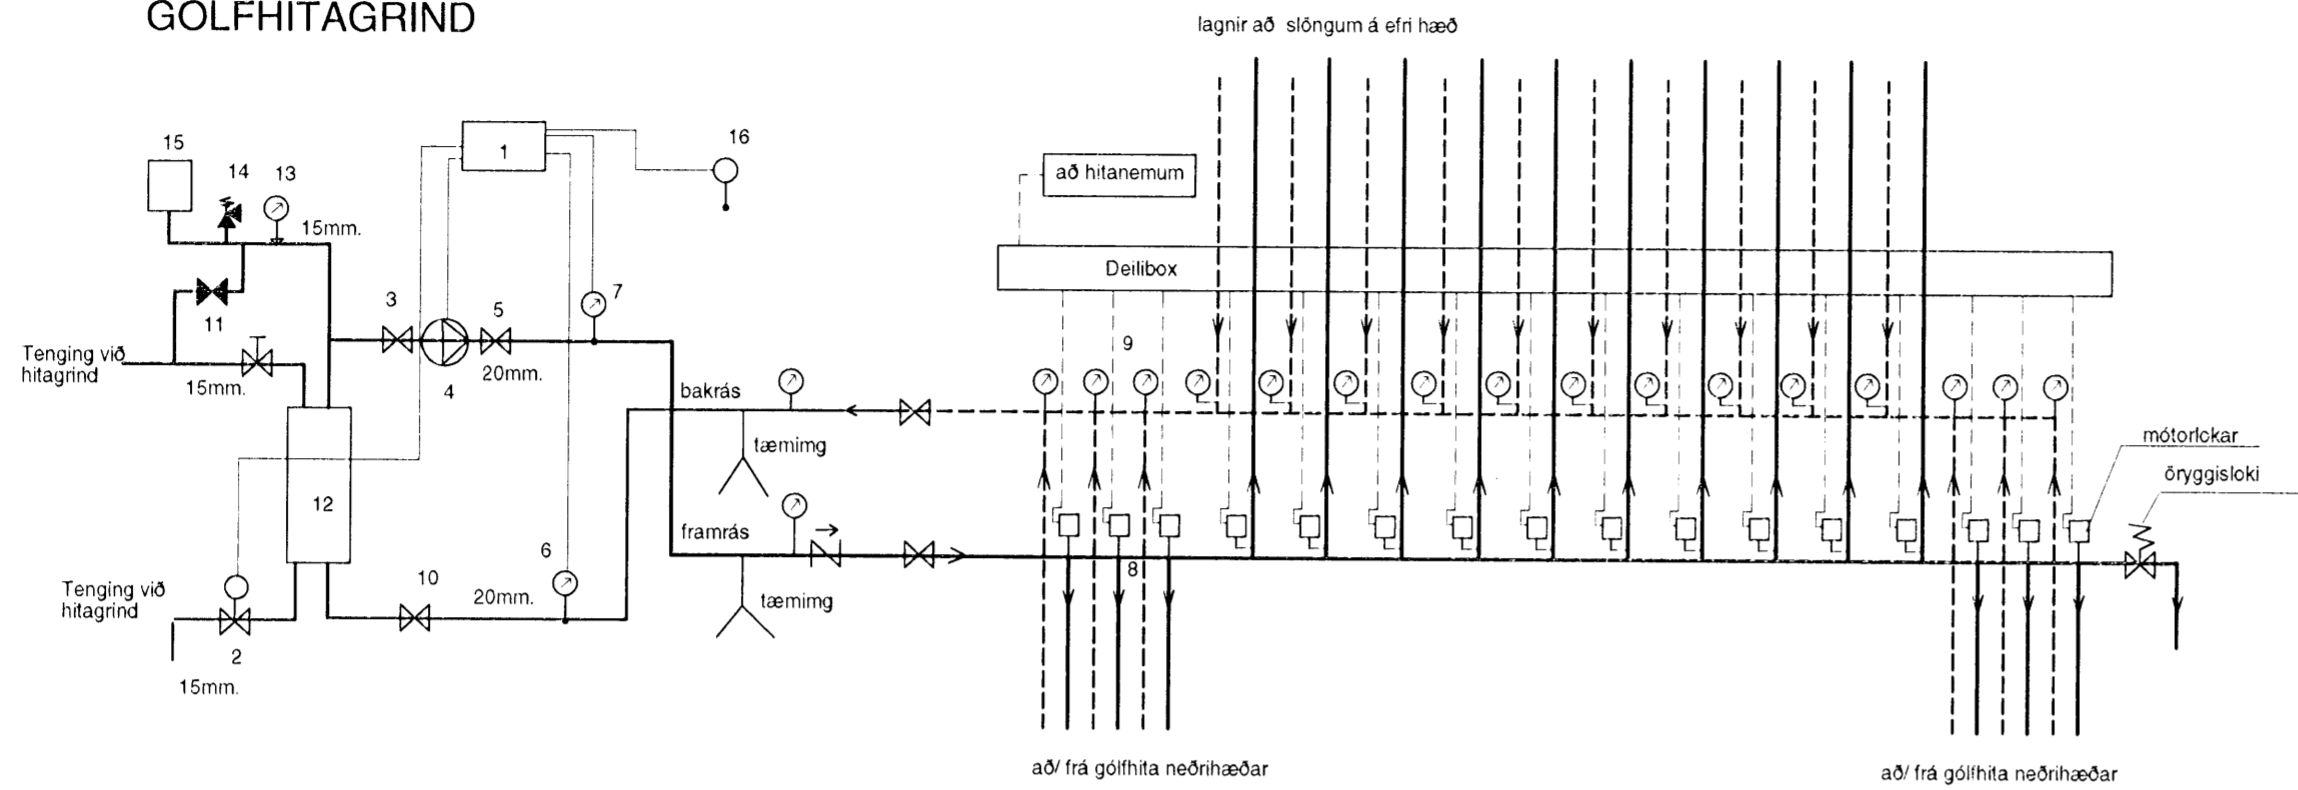 GÓLFHITAGRIND
lagnir að slöngum á efri hæð
15
14
13
1
16
að hitanemum
15mm.
Deilibox
3
5
7
11
9
Tenging við
hitagrind
15mm.
4
20mm.
bakrás
tæmimg
mótorlokar
öryggisloki
12
framrás
6
10
8
Tenging við
hitagrind
20mm.
tæmimg
2
15mm.
að/ frá gólfhita neðrihæðar
að/ frá gólfhita neðrihæðar